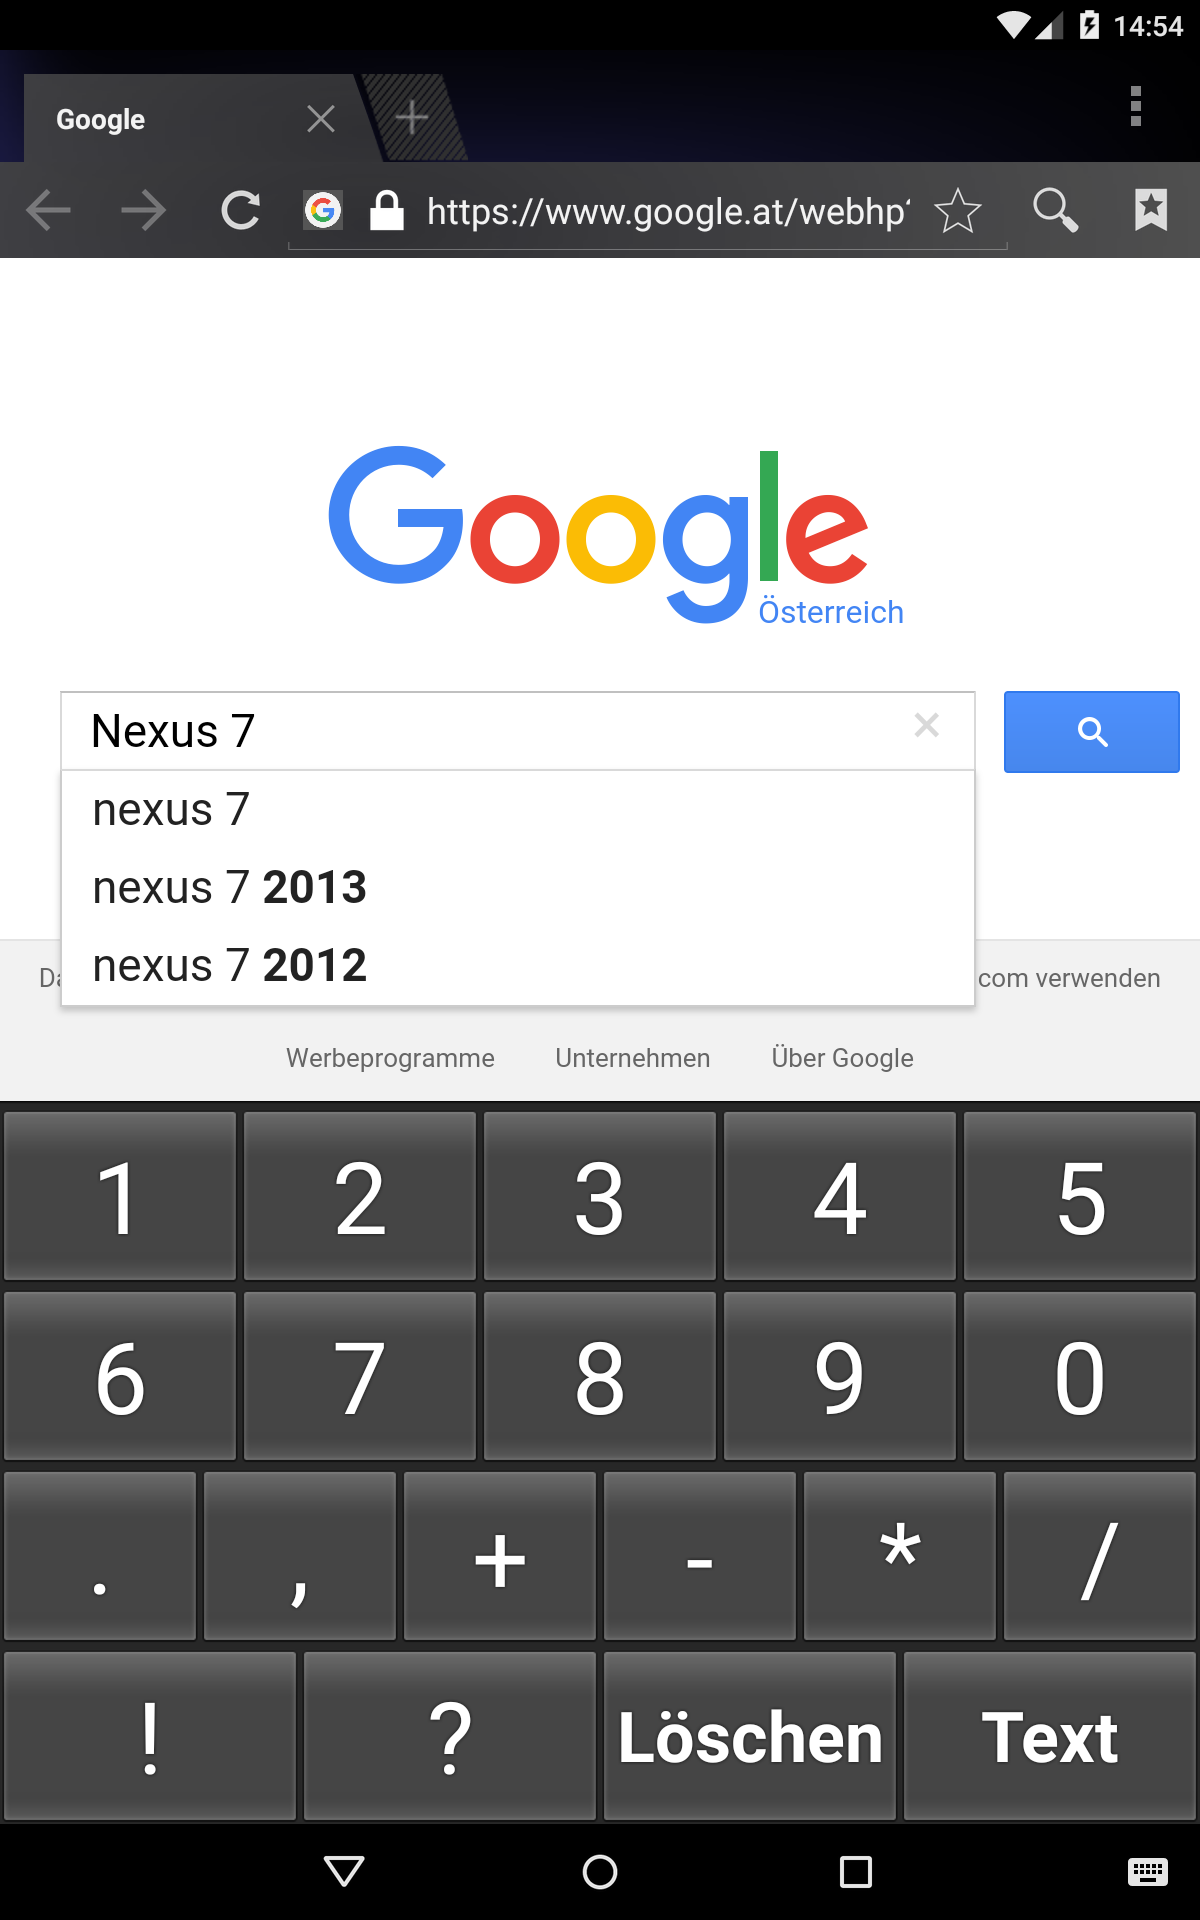 14:54
Google
https://www.google.at/webhp
Google
Österreich
Nexus 7
nexus 7
nexus 7 2013
nexus 7 2012
com verwenden
Werbeprogramme Unternehmen Über Google
1 2 3 4 5
6 7 8 9 0
. , + - * /
! ? Löschen Text